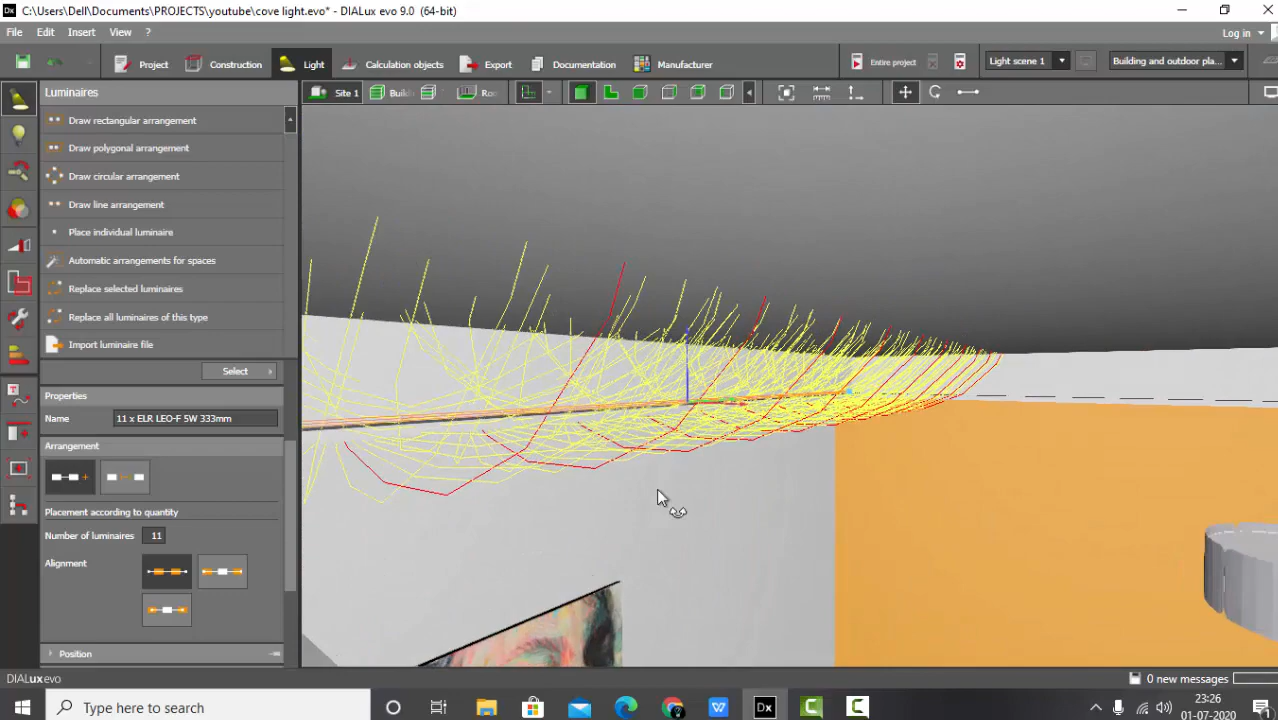 C:\Users\Dell\Documents\PROJECTS\youtube\cove light.evo* - DIALux evo 9.0 (64-bit)
File Edit Insert View ?
Log in
Project Construction Light Calculation objects Export Documentation Manufacturer
Entire project Light scene 1 Building and outdoor pla...
Luminaires
Site 1 Buildi Ro
Draw rectangular arrangement
Draw polygonal arrangement
Draw circular arrangement
Draw line arrangement
Place individual luminaire
Automatic arrangements for spaces
Replace selected luminaires
Replace all luminaires of this type
Import luminaire file
Select
Properties
Name 11 x ELR LEO-F 5W 333mm
Arrangement
Placement according to quantity
Number of luminaires 11
Alignment
Position
DIALux evo
0 new messages
Type here to search
23:26
01-07-2020